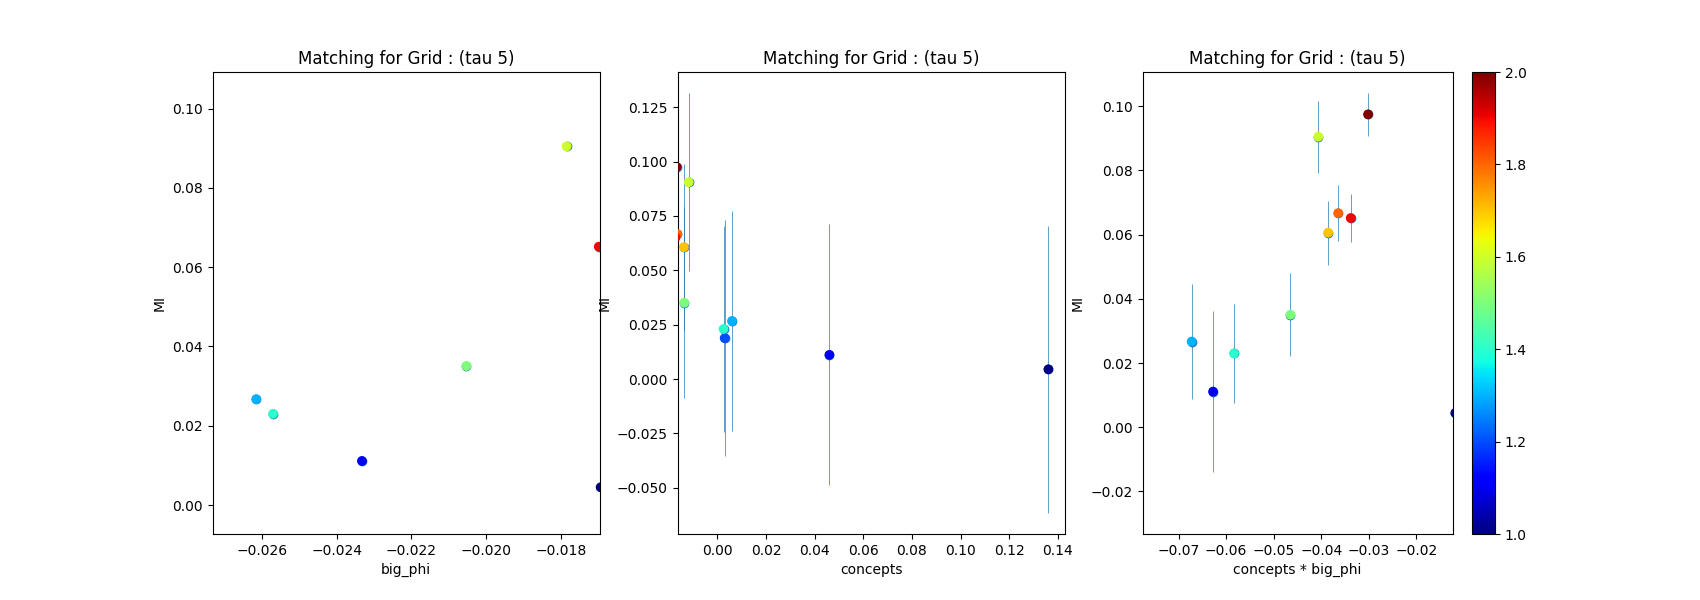 Matching for Grid : (tau 5)
MI
0.10
0.08
0.06
0.04
0.02
0.00
−0.026 −0.024 −0.022 −0.020 −0.018
big_phi
Matching for Grid : (tau 5)
MI
0.125
0.100
0.075
0.050
0.025
0.000
−0.025
−0.050
0.00 0.02 0.04 0.06 0.08 0.10 0.12 0.14
concepts
Matching for Grid : (tau 5)
MI
0.10
0.08
0.06
0.04
0.02
0.00
−0.02
−0.07 −0.06 −0.05 −0.04 −0.03 −0.02
concepts * big_phi
2.0
1.8
1.6
1.4
1.2
1.0